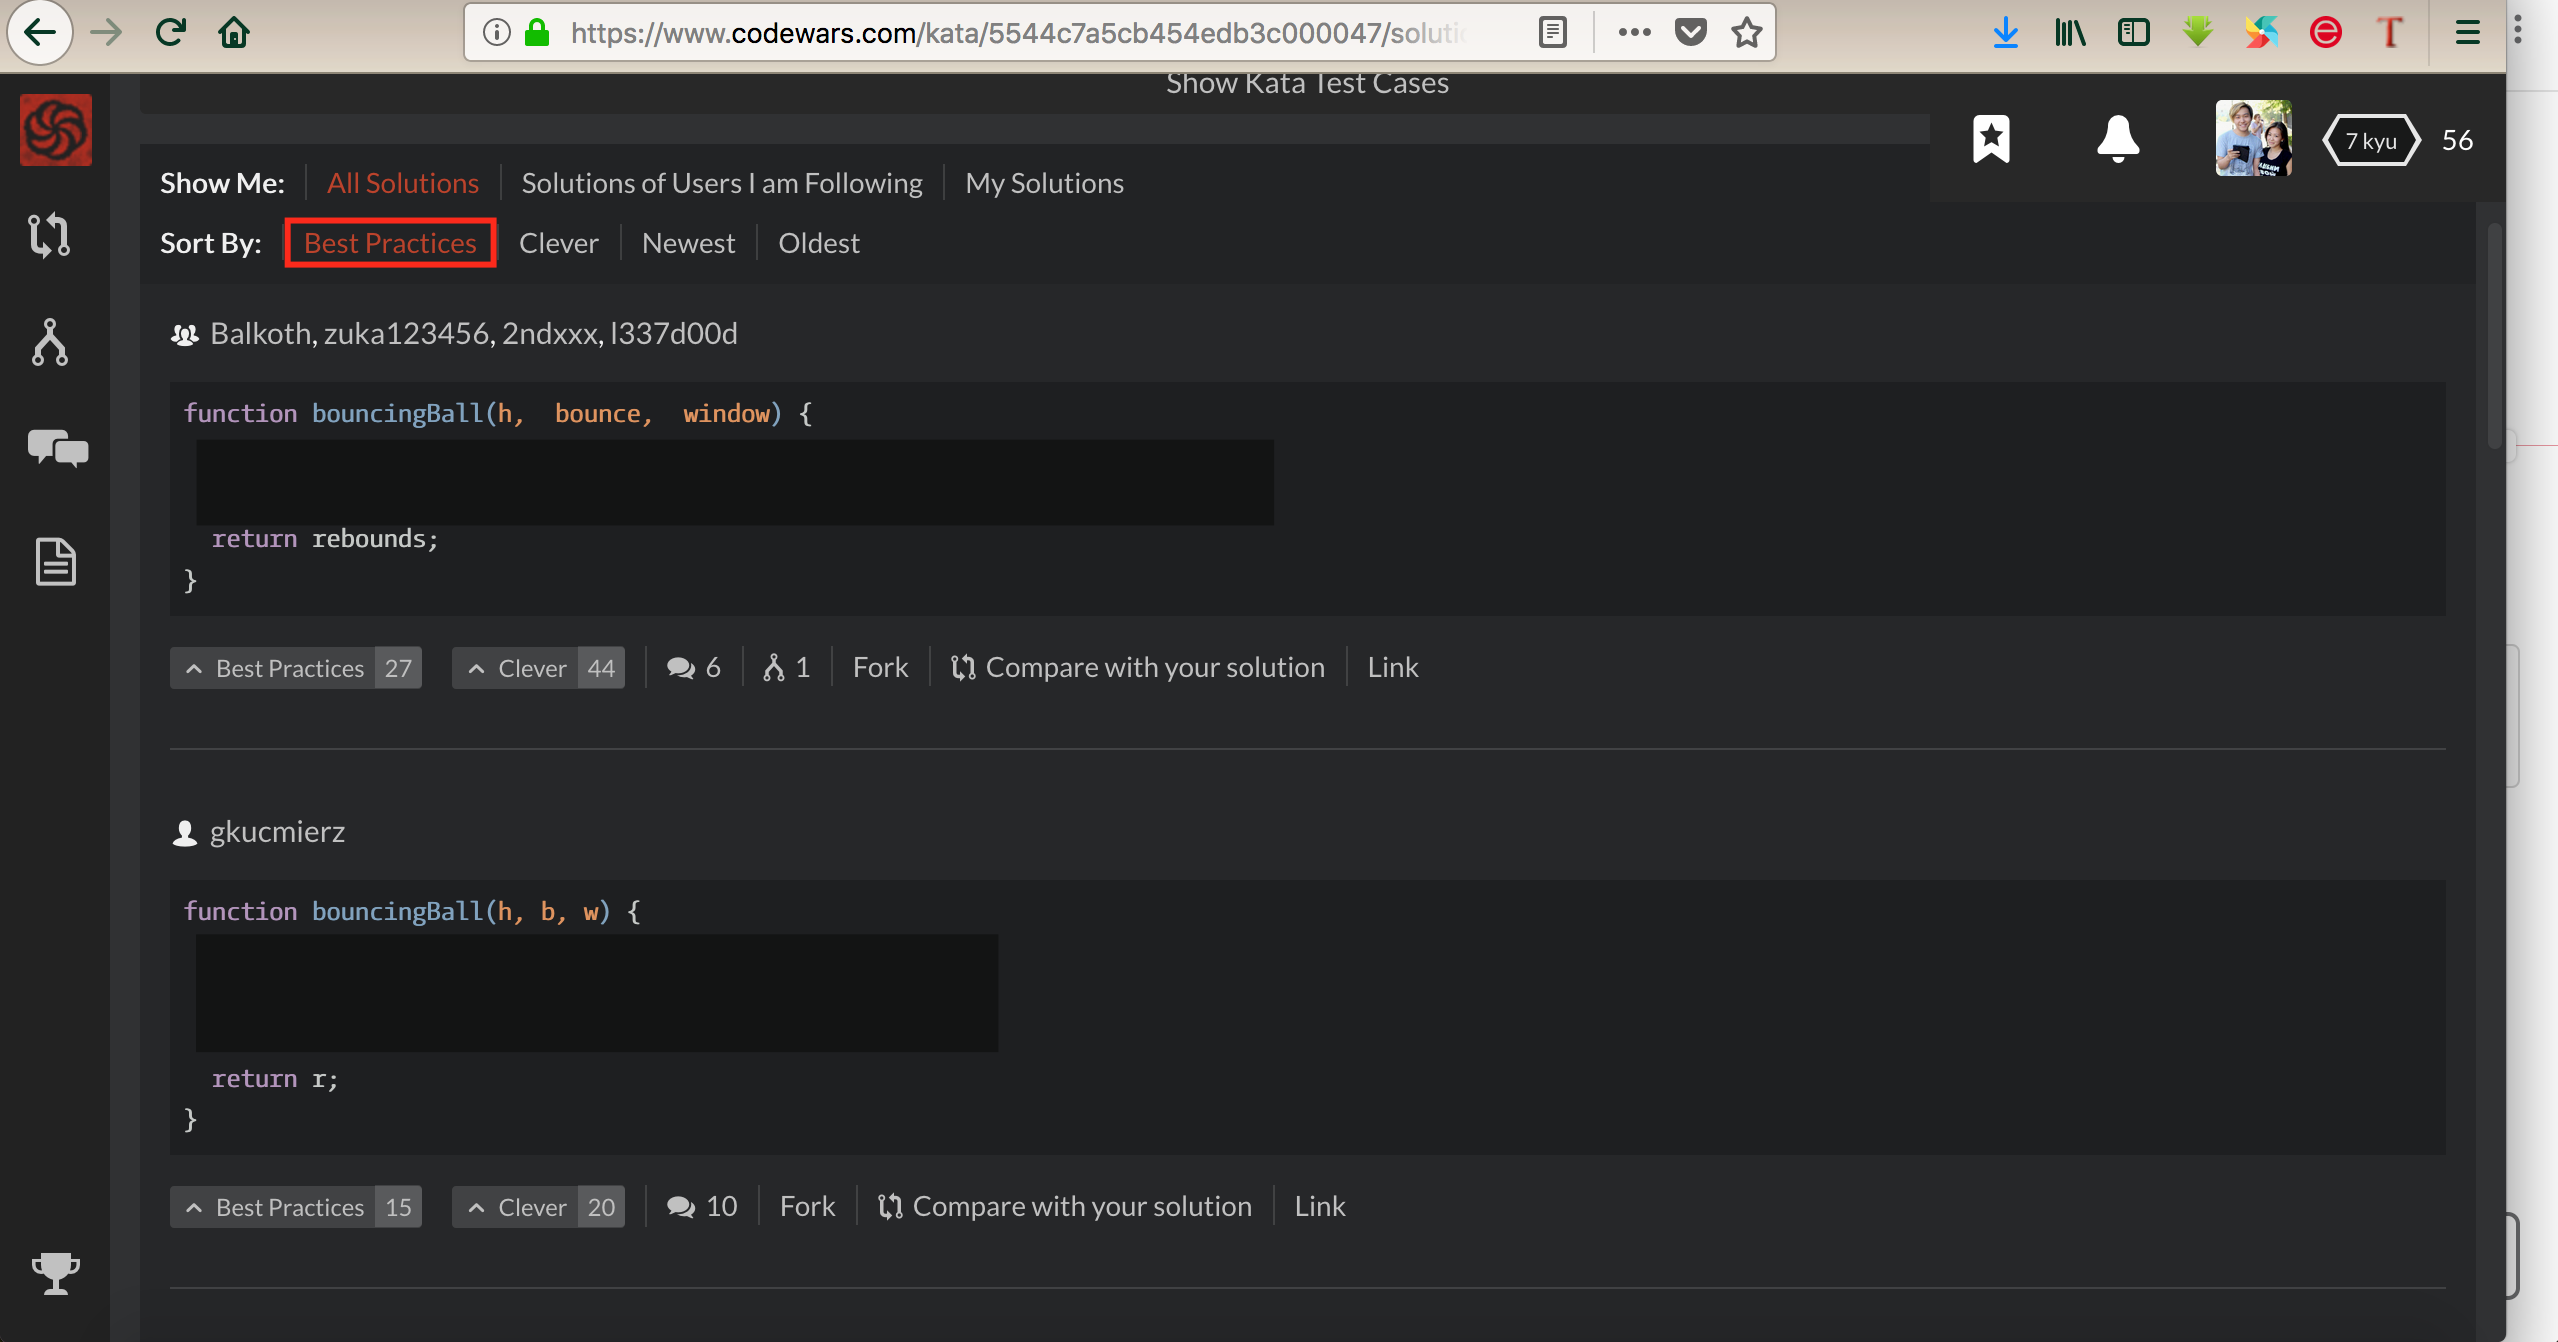 https://www.codewars.com/kata/5544c7a5cb454edb3c000047/soluti
Show Kata Test Cases
7 kyu 56
Show Me: All Solutions Solutions of Users I am Following My Solutions
Sort By: Best Practices Clever Newest Oldest
Balkoth, zuka123456, 2ndxxx, l337d00d
function bouncingBall(h,  bounce,  window) {
return rebounds;
}
Best Practices 27 Clever 44 6 1 Fork Compare with your solution Link
gkucmierz
function bouncingBall(h, b, w) {
return r;
}
Best Practices 15 Clever 20 10 Fork Compare with your solution Link